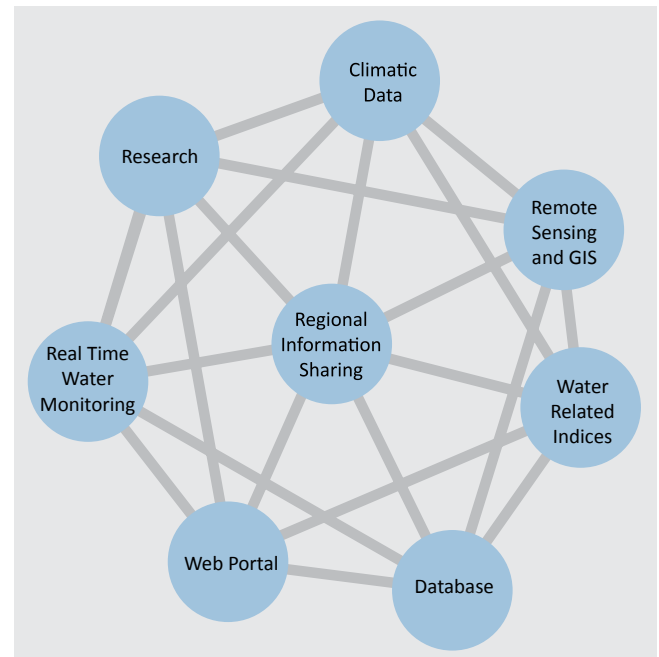 Climatic
Data
Research
Remote
Sensing
and GIS
Regional
Information
Sharing
Real Time
Water
Monitoring
Water
Related
Indices
Web Portal
Database